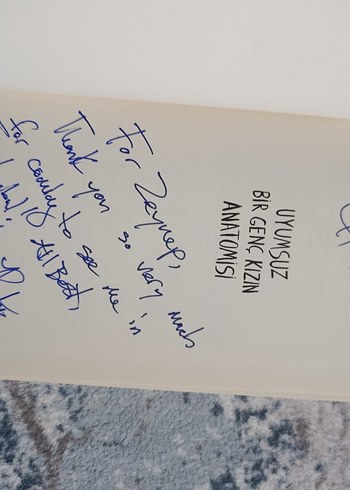 UYUMSUZ
BİR GENÇ KIZIN
ANATOMİSİ
For Zeynep,
Thank you so very much
for coming to see me in
All Best,